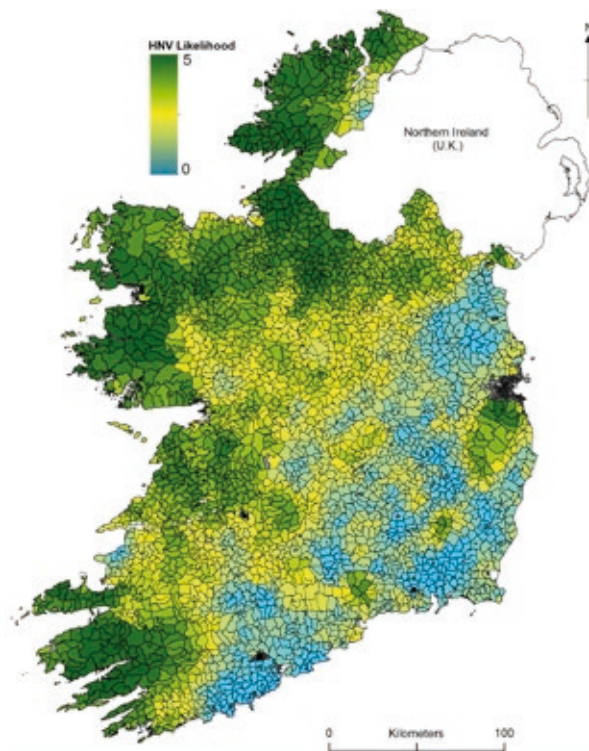 HNV Likelihood
5
0
N
Northern Ireland
(U.K.)
0 Kilometers 100